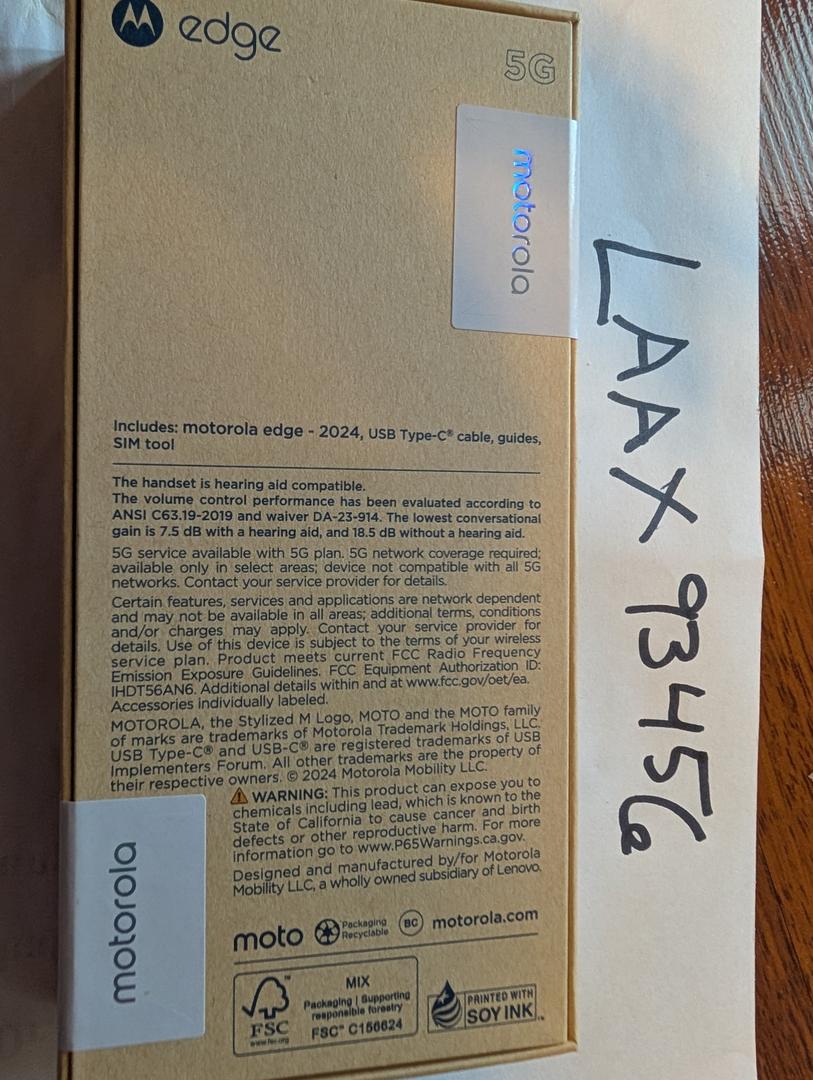 edge
5G
motorola
Includes: motorola edge - 2024, USB Type-C® cable, guides,
SIM tool
The handset is hearing aid compatible.
The volume control performance has been evaluated according to
ANSI C63.19-2019 and waiver DA-23-914. The lowest conversational
gain is 7.5 dB with a hearing aid, and 18.5 dB without a hearing aid.
5G service available with 5G plan. 5G network coverage required;
available only in select areas; device not compatible with all 5G
networks. Contact your service provider for details.
Certain features, services and applications are network dependent
and may not be available in all areas; additional terms, conditions
and/or charges may apply. Contact your service provider for
details. Use of this device is subject to the terms of your wireless
service plan. Product meets current FCC Radio Frequency
Emission Exposure Guidelines. FCC Equipment Authorization ID:
IHDT56AN6. Additional details within and at www.fcc.gov/oet/ea.
Accessories individually labeled.
MOTOROLA, the Stylized M Logo, MOTO and the MOTO family
of marks are trademarks of Motorola Trademark Holdings, LLC.
USB Type-C® and USB-C® are registered trademarks of USB
Implementers Forum. All other trademarks are the property of
their respective owners. © 2024 Motorola Mobility LLC.
WARNING: This product can expose you to
chemicals including lead, which is known to the
State of California to cause cancer and birth
defects or other reproductive harm. For more
information go to www.P65Warnings.ca.gov.
Designed and manufactured by/for Motorola
Mobility LLC, a wholly owned subsidiary of Lenovo.
motorola
moto
Packaging
Recyclable
BC
motorola.com
FSC™
www.fsc.org
MIX
Packaging | Supporting
responsible forestry
FSC™ C156624
PRINTED WITH
SOY INK™
LAAX 93456